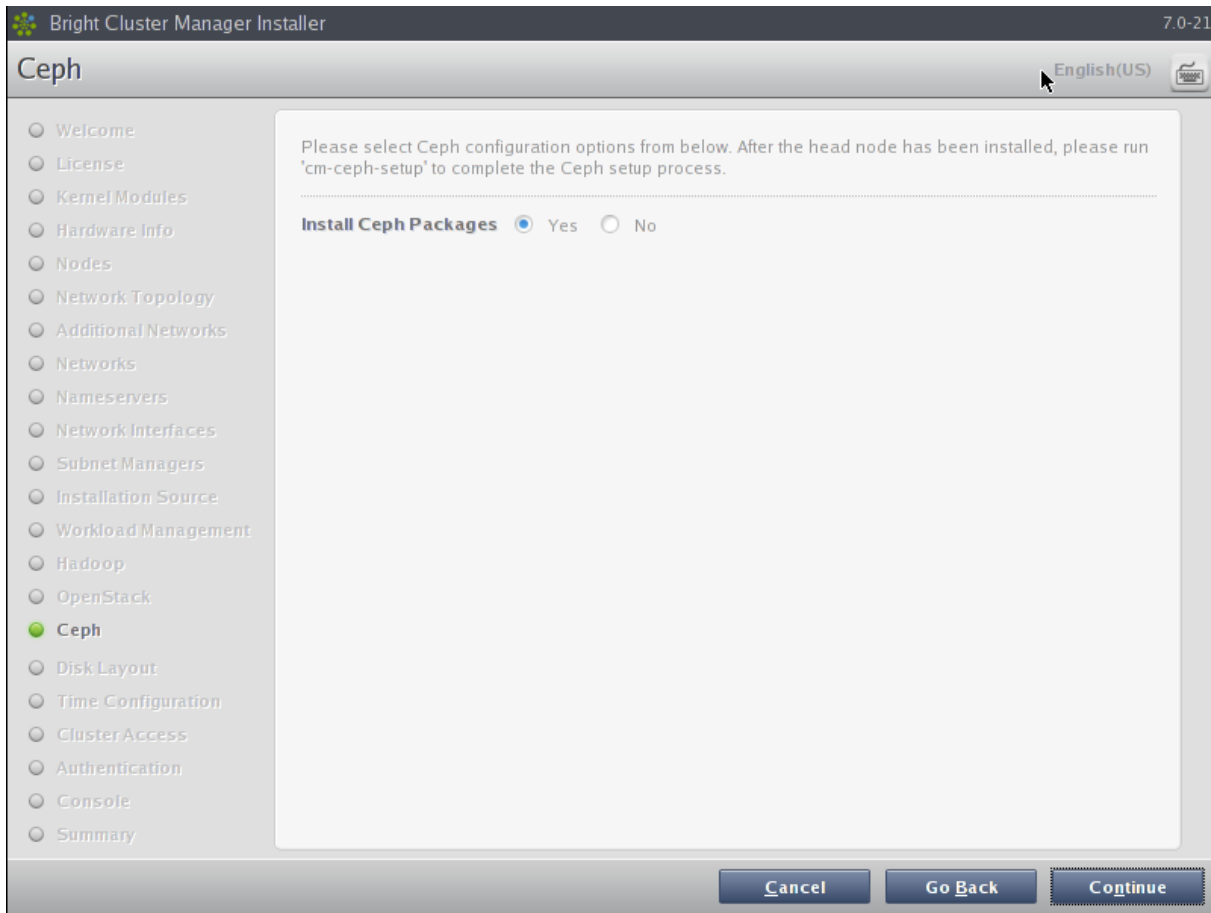 Bright Cluster Manager Installer
7.0-21
Ceph
English(US)
Welcome
License
Kernel Modules
Hardware Info
Nodes
Network Topology
Additional Networks
Networks
Nameservers
Network Interfaces
Subnet Managers
Installation Source
Workload Management
Hadoop
OpenStack
Ceph
Disk Layout
Time Configuration
Cluster Access
Authentication
Console
Summary
Please select Ceph configuration options from below. After the head node has been installed, please run
'cm-ceph-setup' to complete the Ceph setup process.
Install Ceph Packages Yes No
Cancel Go Back Continue